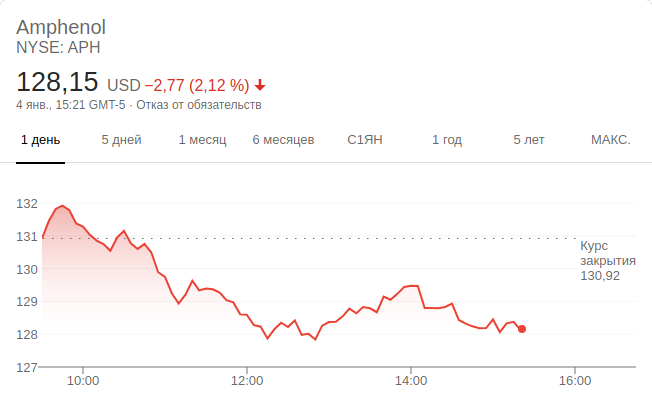 Amphenol
NYSE: APH
128,15 USD −2,77 (2,12 %)
4 янв., 15:21 GMT-5 · Отказ от обязательств
1 день 5 дней 1 месяц 6 месяцев С1ЯН 1 год 5 лет МАКС.
132
131
130
129
128
127
Курс
закрытия
130,92
10:00 12:00 14:00 16:00